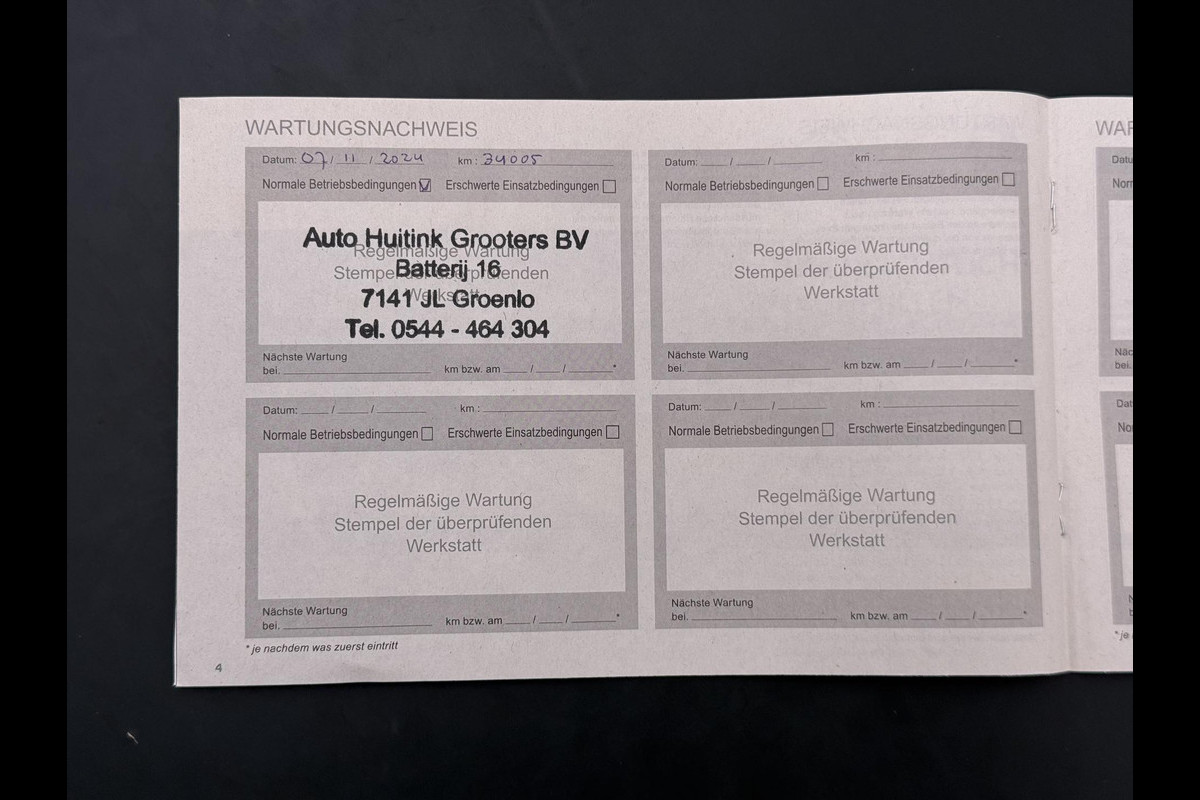 WARTUNGSNACHWEIS
Datum: 07/11/2024 km: 34005
Normale Betriebsbedingungen Erschwerte Einsatzbedingungen
Auto Huitink Grooters BV
Regelmäßige Wartung
Batterij 16
Stempel der überprüfenden
7141 JL Groenlo
Werkstatt
Tel. 0544 - 464 304
Nächste Wartung
bei. km bzw. am / / *
Datum: / / km :
Normale Betriebsbedingungen Erschwerte Einsatzbedingungen
Regelmäßige Wartung
Stempel der überprüfenden
Werkstatt
Nächste Wartung
bei. km bzw. am / / *
Datum: / / km :
Normale Betriebsbedingungen Erschwerte Einsatzbedingungen
Regelmäßige Wartung
Stempel der überprüfenden
Werkstatt
Nächste Wartung
bei. km bzw. am / / *
Datum: / / km :
Normale Betriebsbedingungen Erschwerte Einsatzbedingungen
Regelmäßige Wartung
Stempel der überprüfenden
Werkstatt
Nächste Wartung
bei. km bzw. am / / *
* je nachdem was zuerst eintritt
4